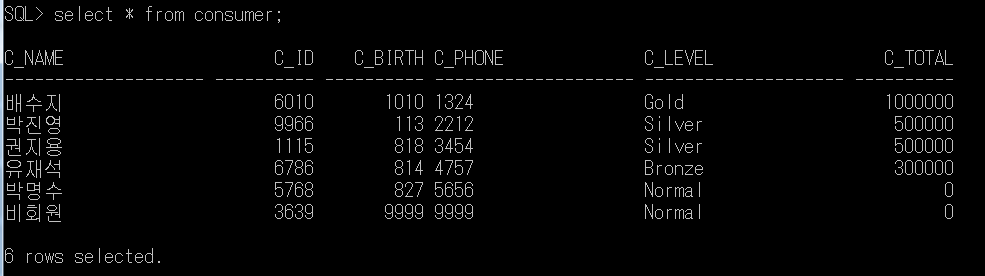 SQL> select * from consumer;
C_NAME                     C_ID    C_BIRTH C_PHONE              C_LEVEL                 C_TOTAL
-------------------- ---------- ---------- -------------------- -------------------- ----------
배수지                     6010       1010 1324                 Gold                    1000000
박진영                     9966        113 2212                 Silver                   500000
권지용                     1115        818 3454                 Silver                   500000
유재석                     6786        814 4757                 Bronze                   300000
박명수                     5768        827 5656                 Normal                        0
비회원                     3639       9999 9999                 Normal                        0
6 rows selected.